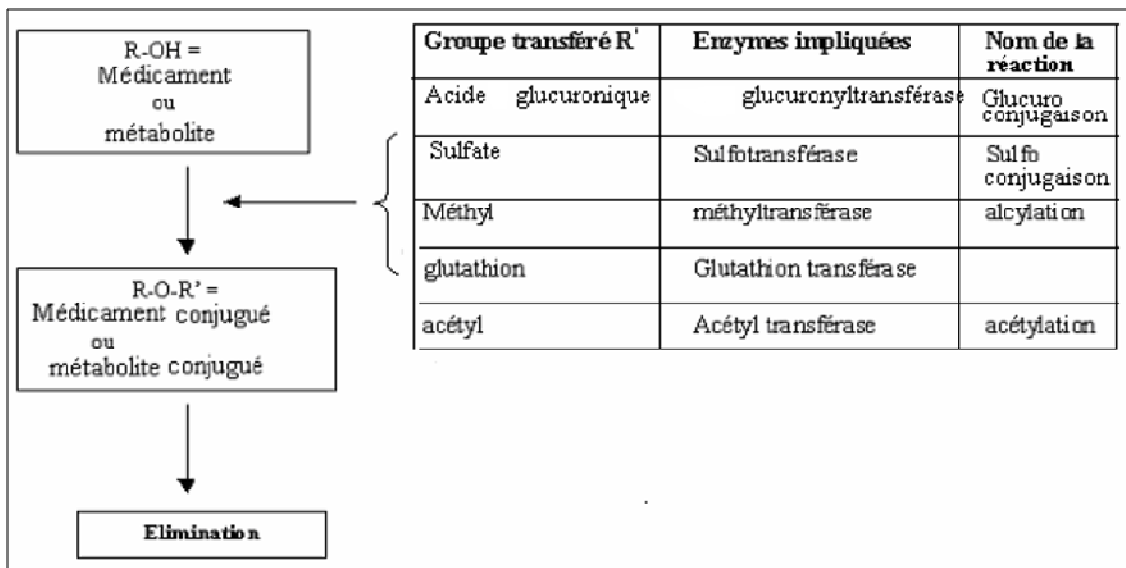 R-OH =
Médicament
ou
métabolite
R-O-R' =
Médicament conjugué
ou
métabolite conjugué
Elimination
Groupe transféré R' Enzymes impliquées Nom de la
réaction
Acide glucuronique glucuronyltransférase Glucuro
conjugaison
Sulfate Sulfotransférase Sulfo
conjugaison
Méthyl méthyltransférase alcylation
glutathion Glutathion transférase
acétyl Acétyl transférase acétylation